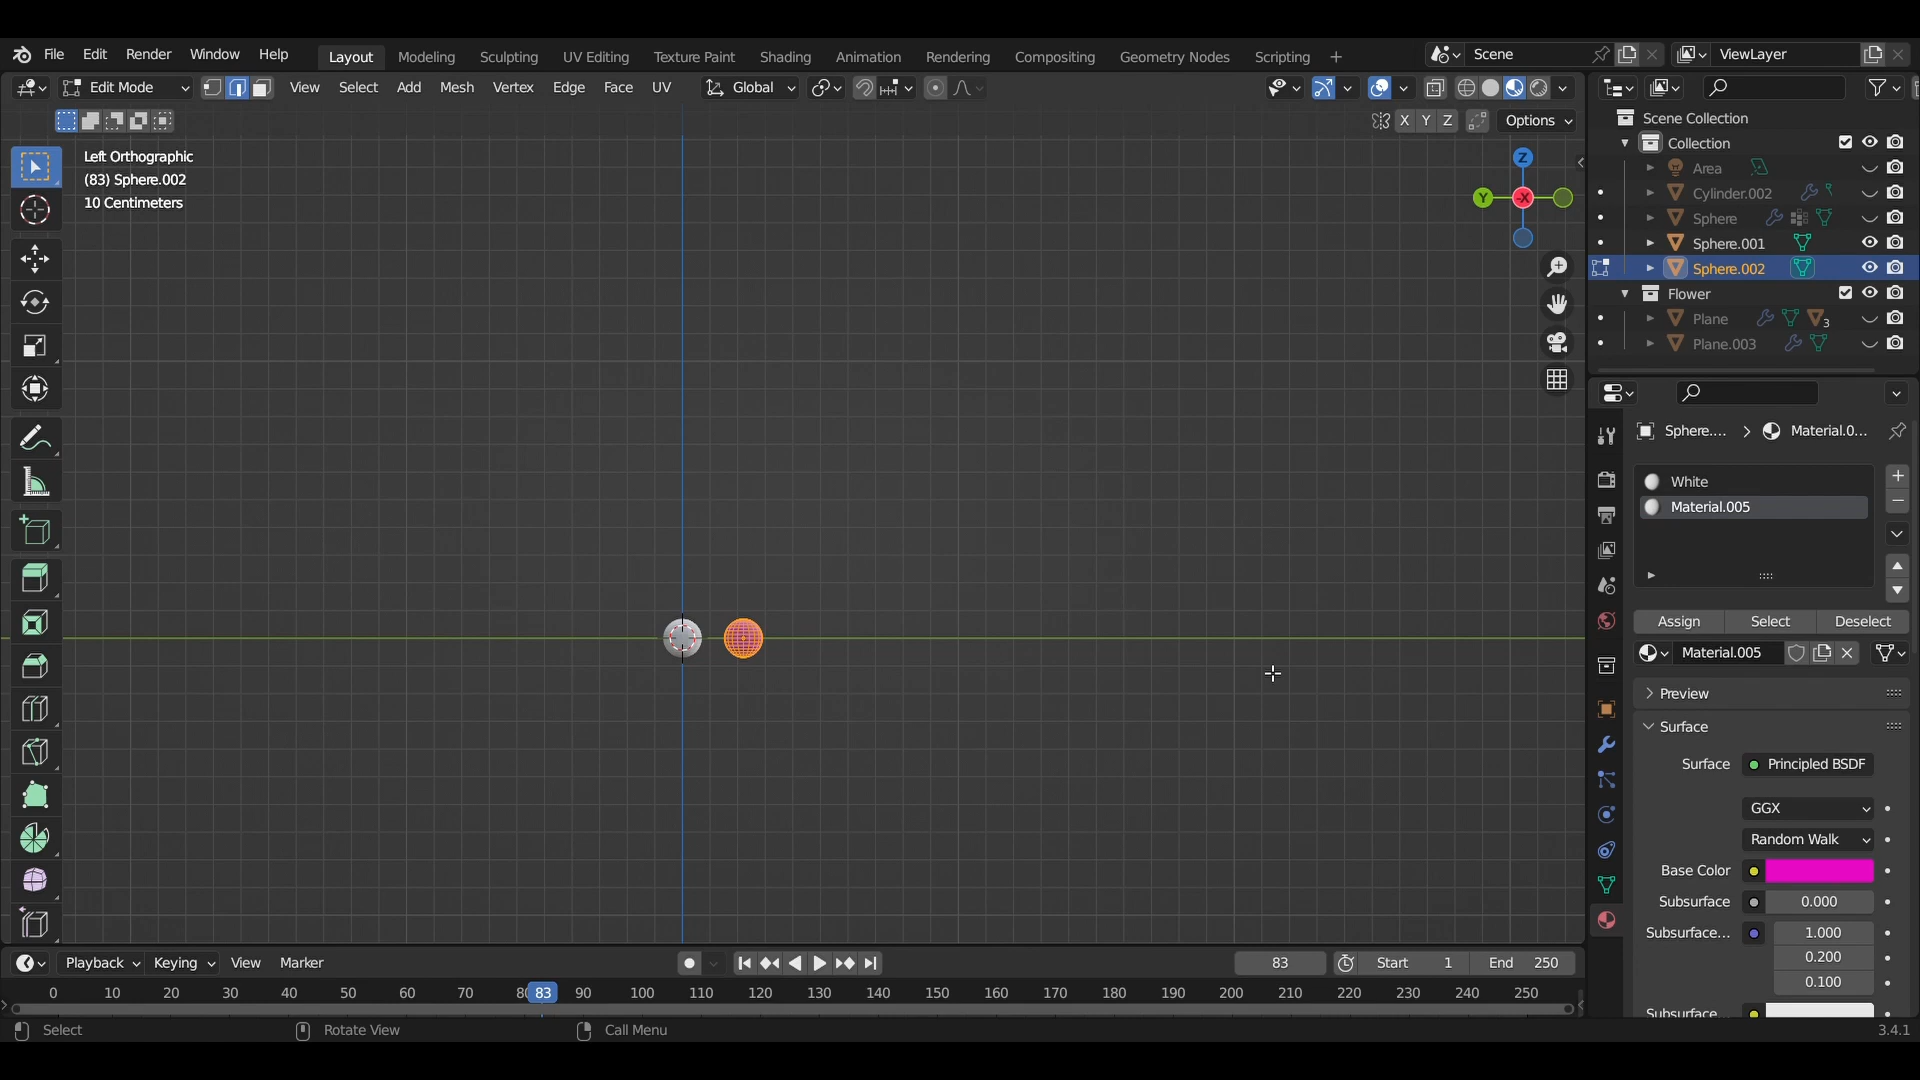 File Edit Render Window Help Layout Modeling Sculpting UV Editing Texture Paint Shading Animation Rendering Compositing Geometry Nodes Scripting + Scene ViewLayer
Edit Mode View Select Add Mesh Vertex Edge Face UV Global
X Y Z Options
Left Orthographic
(83) Sphere.002
10 Centimeters
Z
Y -X
Scene Collection
Collection
Area
Cylinder.002
Sphere
Sphere.001
Sphere.002
Flower
Plane 3
Plane.003
Sphere.... > Material.0...
White
Material.005
Assign Select Deselect
Material.005
Preview
Surface
Surface Principled BSDF
GGX
Random Walk
Base Color
Subsurface 0.000
Subsurface... 1.000
0.200
0.100
Subsurface...
Playback Keying View Marker 83 Start 1 End 250
0 10 20 30 40 50 60 70 80 83 90 100 110 120 130 140 150 160 170 180 190 200 210 220 230 240 250
Select Rotate View Call Menu 3.4.1